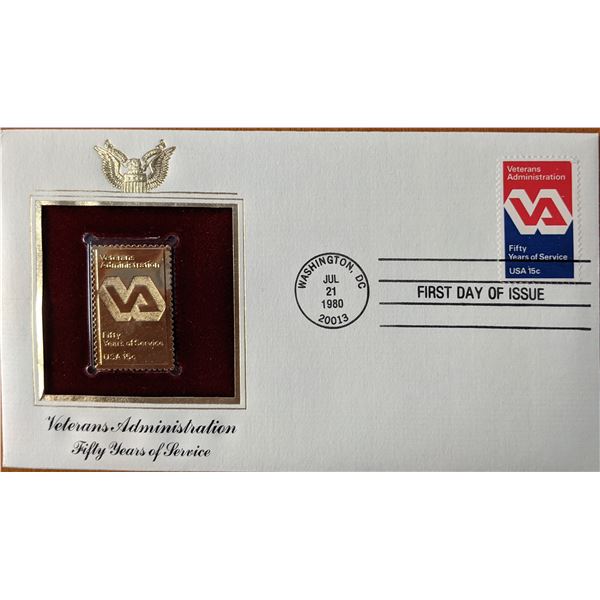 Veterans
Administration
VA
Fifty
Years of Service
USA 15c
Veterans Administration
Fifty Years of Service
WASHINGTON, DC
JUL
21
1980
20013
FIRST DAY OF ISSUE
Veterans
Administration
VA
Fifty
Years of Service
USA 15c